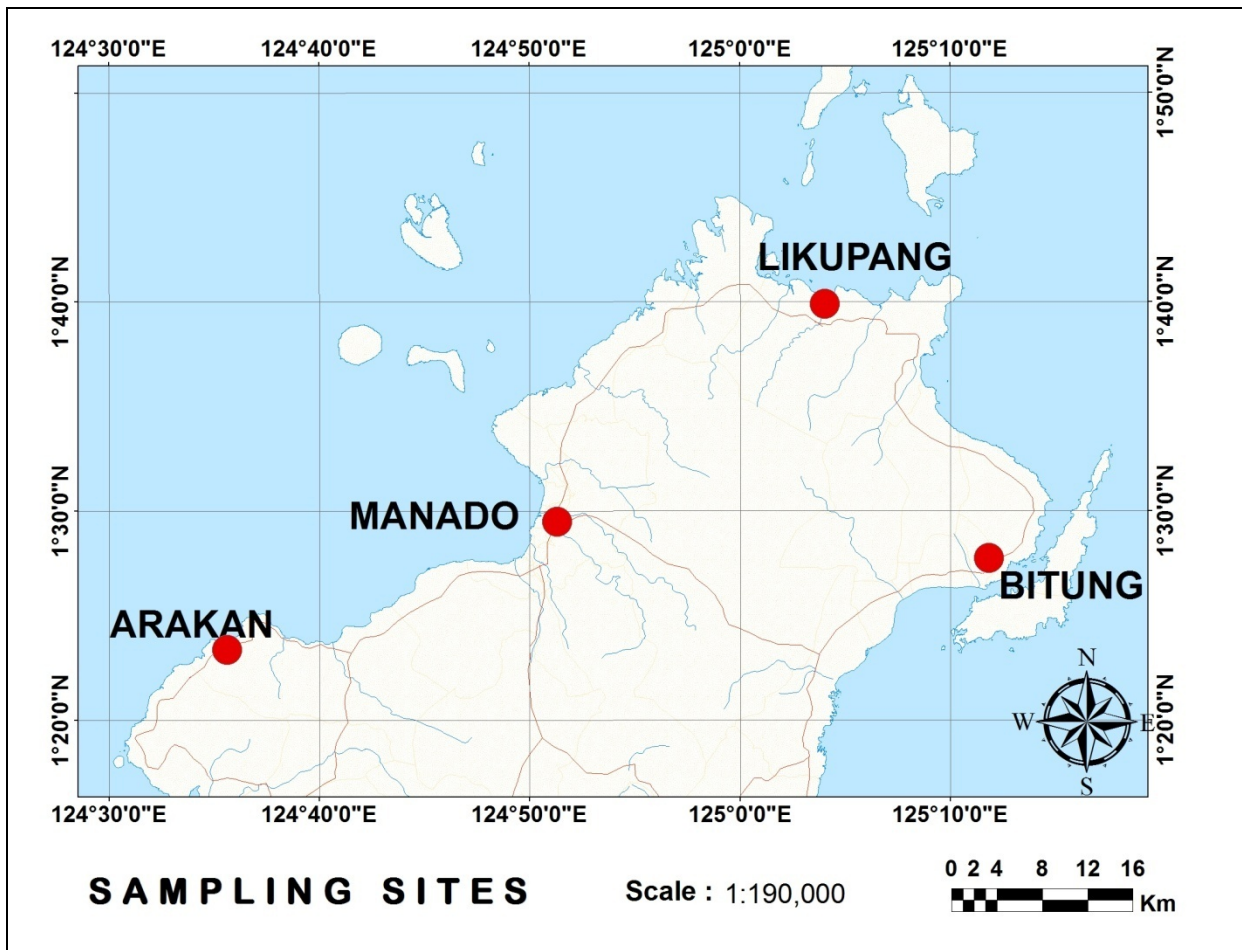 124°30'0"E 124°40'0"E 124°50'0"E 125°0'0"E 125°10'0"E
1°50'0"N
LIKUPANG
1°40'0"N 1°40'0"N
1°30'0"N 1°30'0"N
MANADO
BITUNG
ARAKAN
N
W E
S
1°20'0"N 1°20'0"N
124°30'0"E 124°40'0"E 124°50'0"E 125°0'0"E 125°10'0"E
0 2 4 8 12 16
SAMPLING SITES Scale : 1:190,000
Km